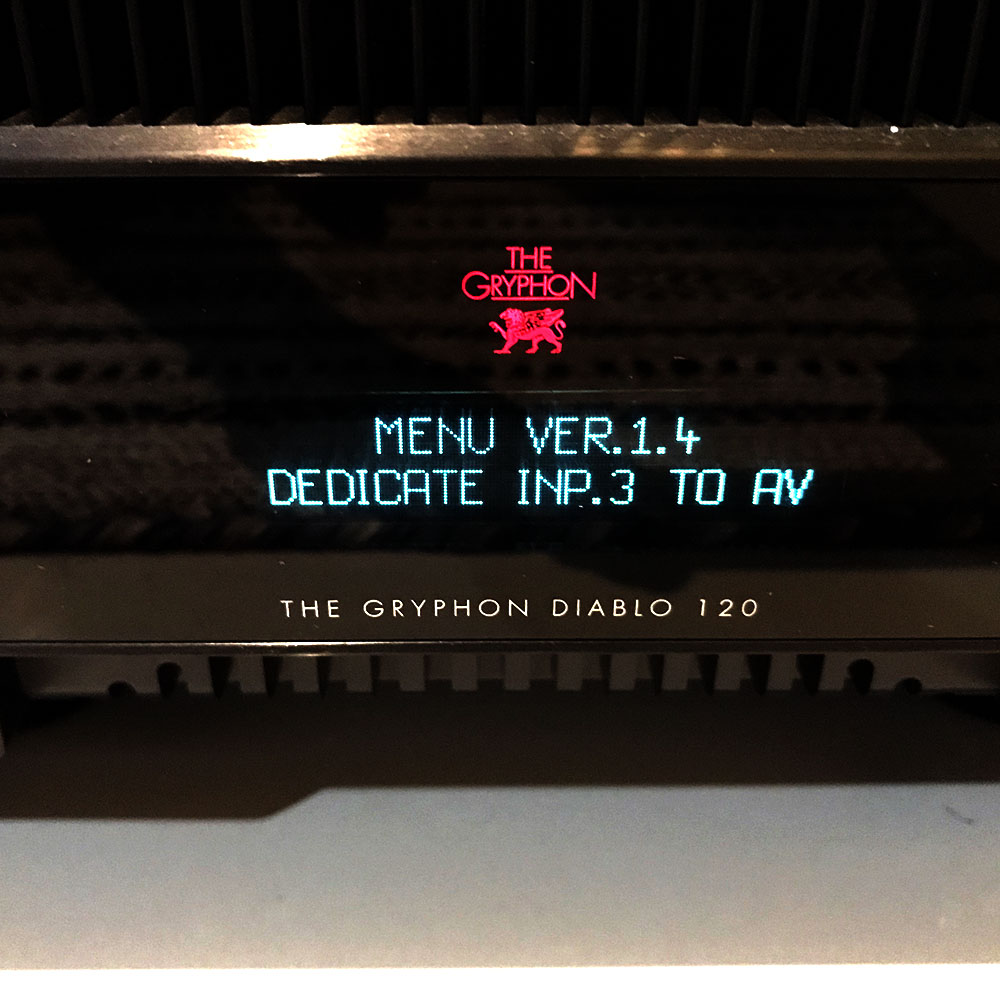 THE
GRYPHON
MENU VER.1.4
DEDICATE INP.3 TO AV
THE GRYPHON DIABLO 120